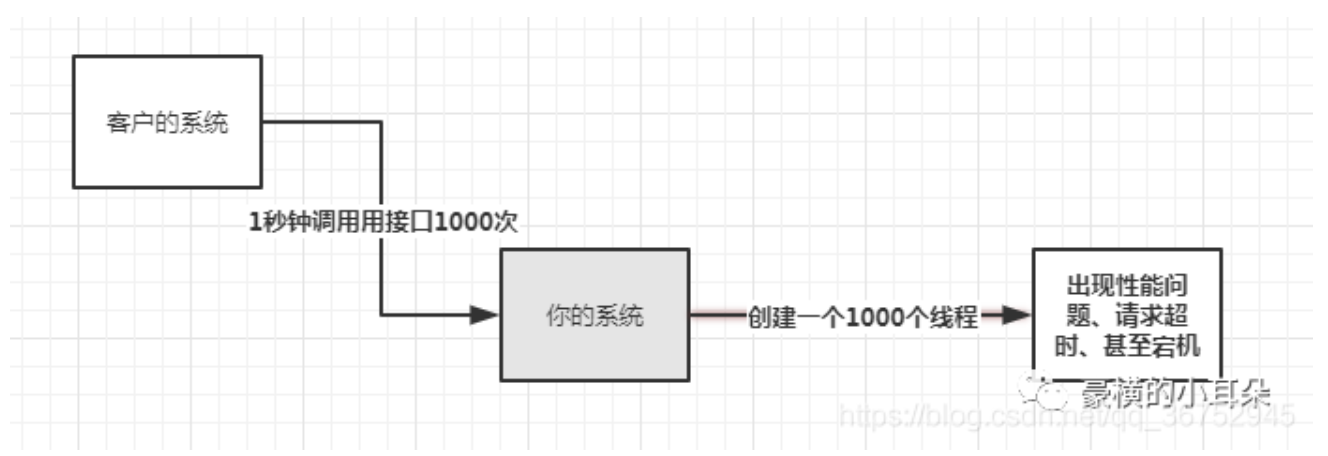 客户的系统
1秒钟调用用接口1000次
你的系统
创建一个1000个线程
出现性能问
题、请求超
时、甚至宕机
豪横的小耳朵
https://blog.csdn.net/qq_36752945